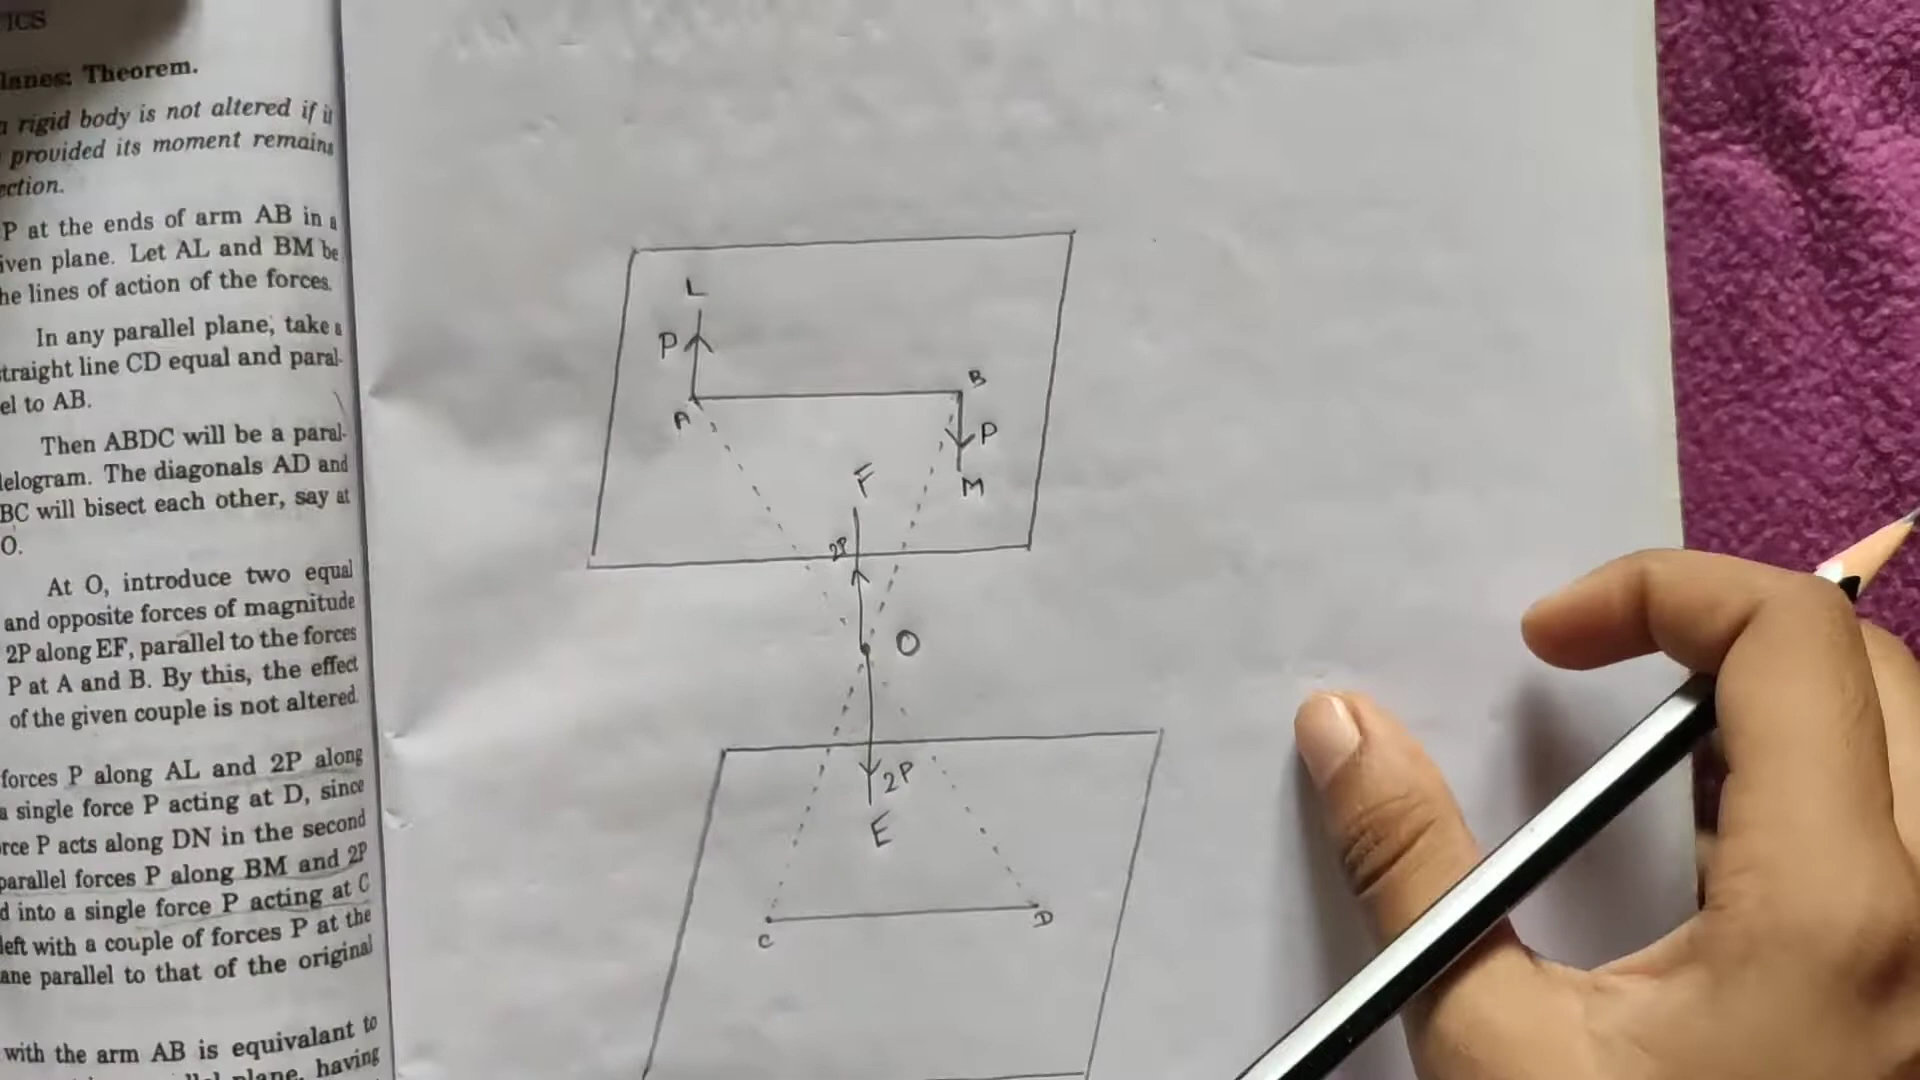 ICS
lanes: Theorem.
a rigid body is not altered if it
provided its moment remains
ection.
P at the ends of arm AB in a
iven plane. Let AL and BM be
he lines of action of the forces.
In any parallel plane, take a
straight line CD equal and paral-
el to AB.
Then ABDC will be a paral-
lelogram. The diagonals AD and
BC will bisect each other, say at
O.
At O, introduce two equal
and opposite forces of magnitude
2P along EF, parallel to the forces
P at A and B. By this, the effect
of the given couple is not altered.
forces P along AL and 2P along
a single force P acting at D, since
rce P acts along DN in the second
parallel forces P along BM and 2P
d into a single force P acting at C
left with a couple of forces P at the
ane parallel to that of the original
with the arm AB is equivalant to
plane, having
L
P
A
B
P
M
F
2P
O
2P
E
C
D